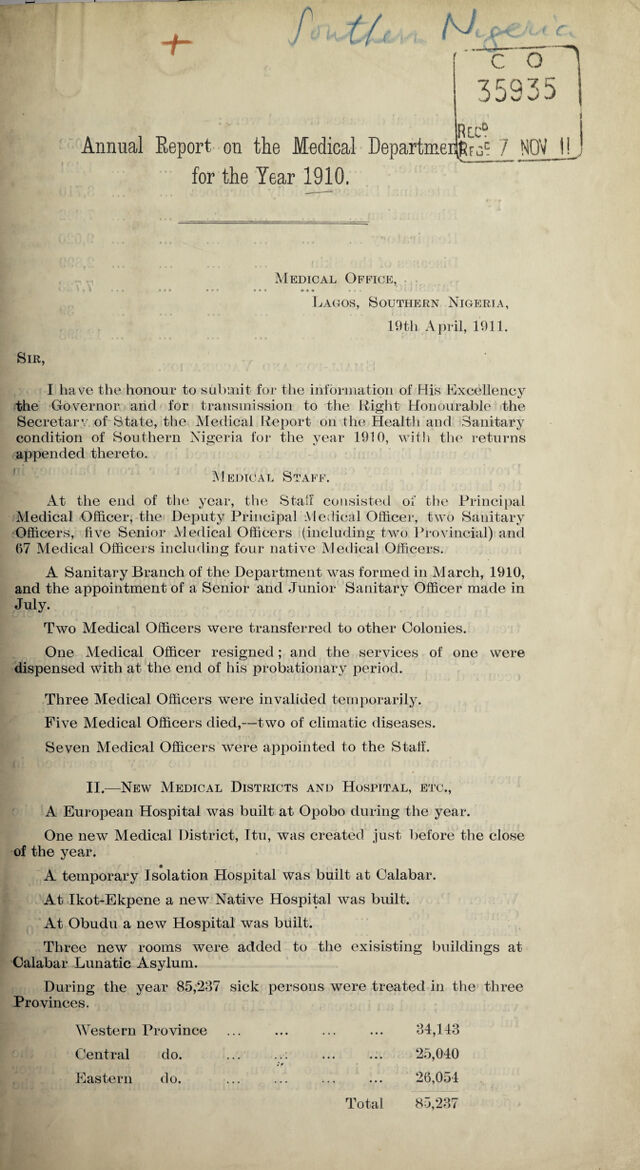 Southern Nigeria
C O
35935
Recᴰ
Regᴰ 7 NOV 11
Annual Report on the Medical Department
for the Year 1910.
MEDICAL OFFICE,
LAGOS, SOUTHERN NIGERIA,
19th April, 1911.
SIR,
I have the honour to submit for the information of His Excellency
the Governor and for transmission to the Right Honourable the
Secretary of State, the Medical Report on the Health and Sanitary
condition of Southern Nigeria for the year 1910, with the returns
appended thereto.
MEDICAL STAFF.
At the end of the year, the Staff consisted of the Principal
Medical Officer, the Deputy Principal Medical Officer, two Sanitary
Officers, five Senior Medical Officers (including two Provincial) and
67 Medical Officers including four native Medical Officers.
A Sanitary Branch of the Department was formed in March, 1910,
and the appointment of a Senior and Junior Sanitary Officer made in
July.
Two Medical Officers were transferred to other Colonies.
One Medical Officer resigned; and the services of one were
dispensed with at the end of his probationary period.
Three Medical Officers were invalided temporarily.
Five Medical Officers died,—two of climatic diseases.
Seven Medical Officers were appointed to the Staff.
II.—NEW MEDICAL DISTRICTS AND HOSPITAL, ETC.,
A European Hospital was built at Opobo during the year.
One new Medical District, Itu, was created just before the close
of the year.
A temporary Isolation Hospital was built at Calabar.
At Ikot-Ekpene a new Native Hospital was built.
At Obudu a new Hospital was built.
Three new rooms were added to the exisisting buildings at
Calabar Lunatic Asylum.
During the year 85,237 sick persons were treated in the three
Provinces.
Western Province ... ... ... ... 34,143
Central do. ... ... ... ... 25,040
Eastern do. ... ... ... ... 26,054
Total 85,237